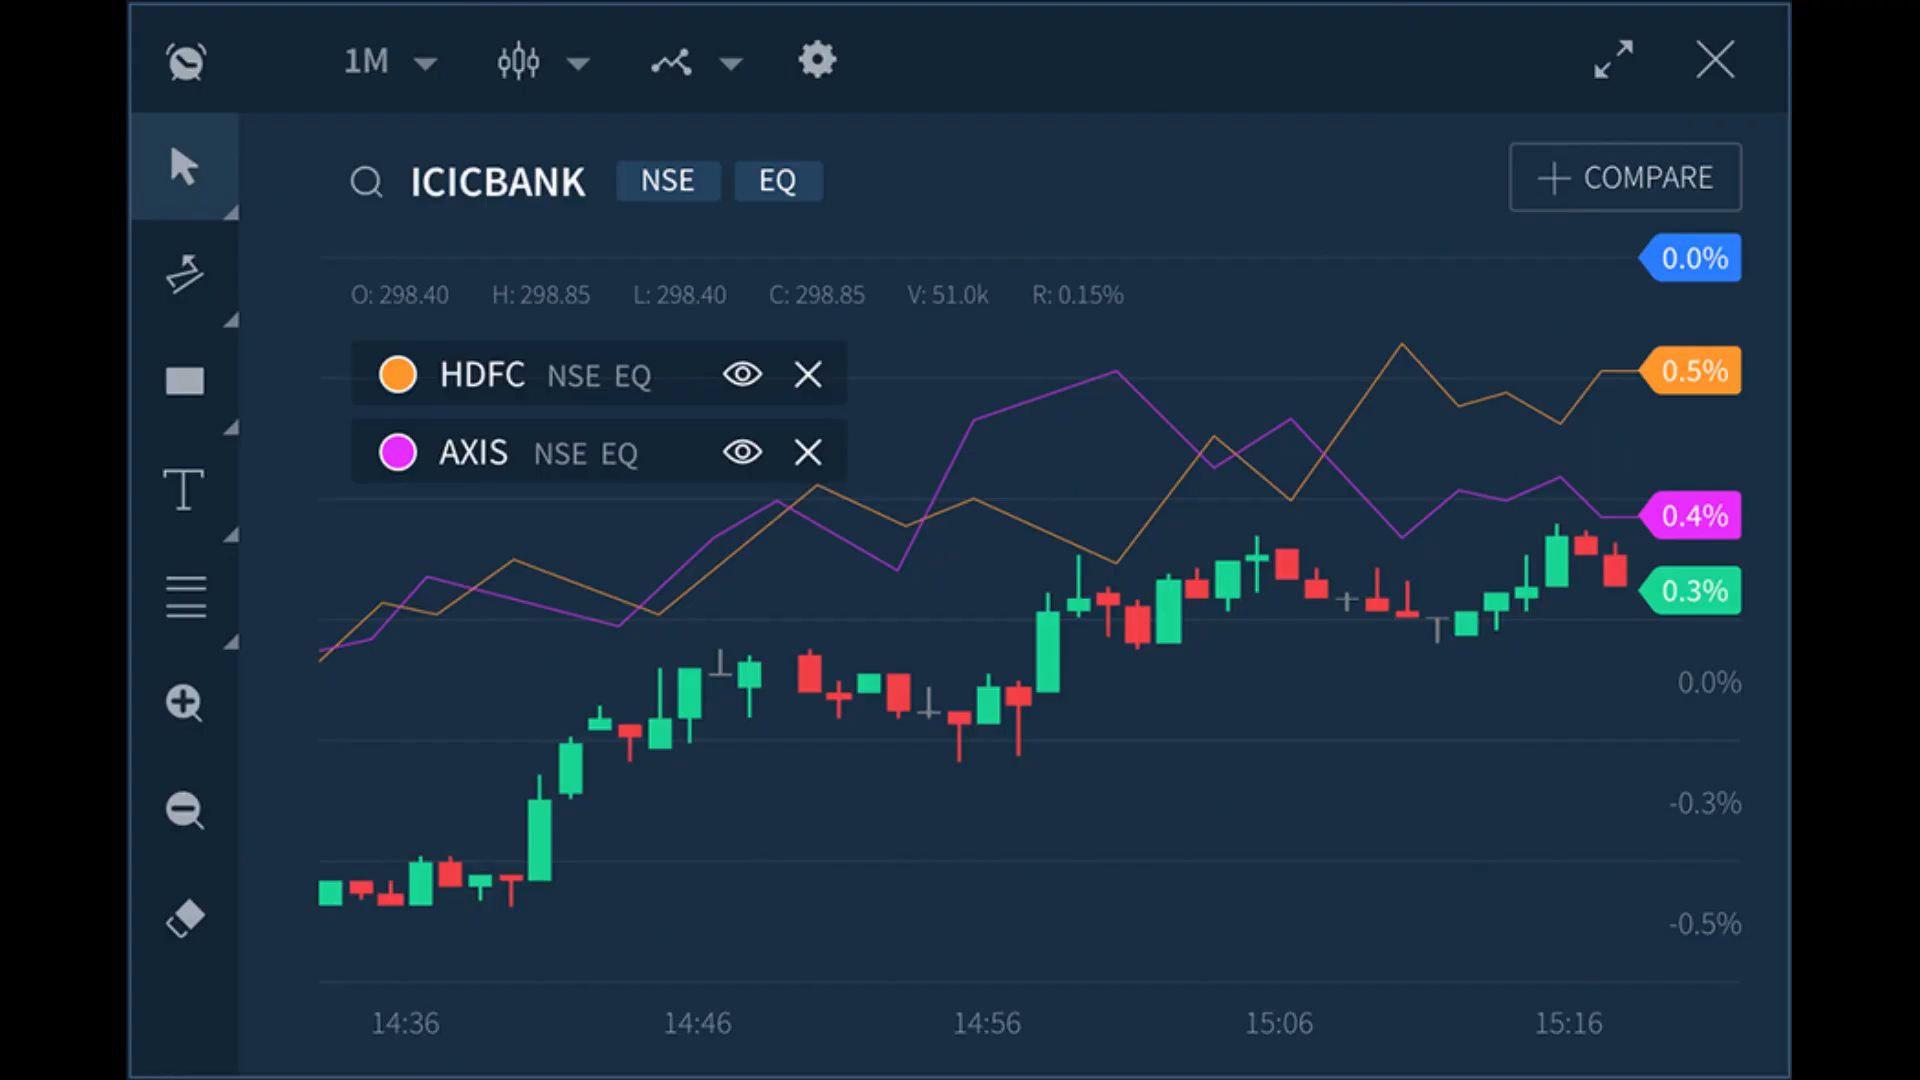 1M
ICICBANK NSE EQ
COMPARE
0.0%
O: 298.40 H: 298.85 L: 298.40 C: 298.85 V: 51.0k R: 0.15%
HDFC NSE EQ
0.5%
AXIS NSE EQ
T
0.4%
0.3%
0.0%
-0.3%
-0.5%
14:36 14:46 14:56 15:06 15:16